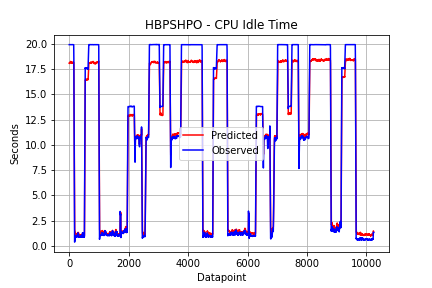 HBPSHPO - CPU Idle Time
20.0
17.5
15.0
12.5
10.0
7.5
5.0
2.5
0.0
Seconds
Predicted
Observed
0 2000 4000 6000 8000 10000
Datapoint